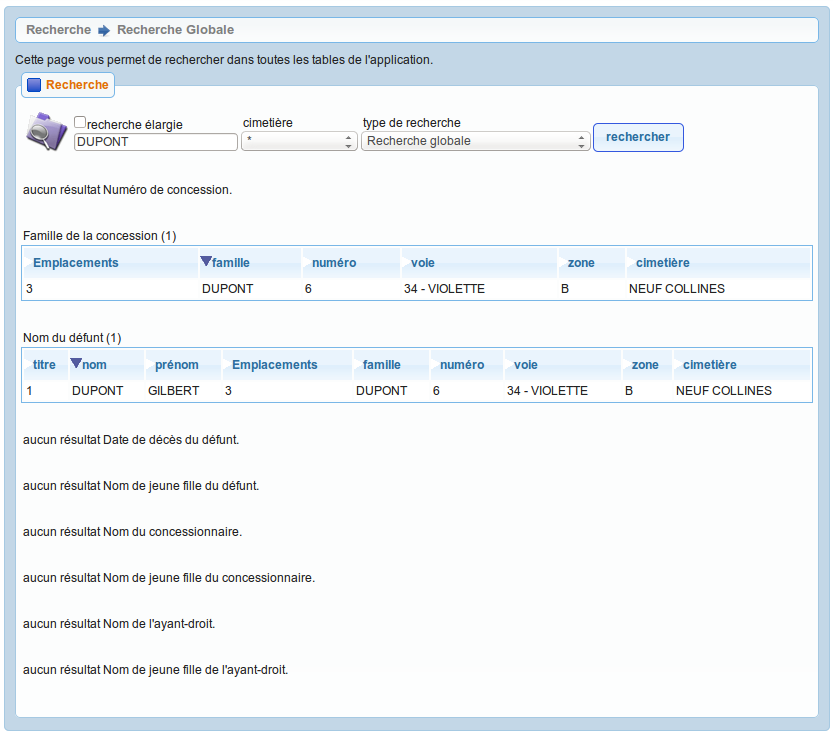 Recherche Recherche Globale
Cette page vous permet de rechercher dans toutes les tables de l'application.
Recherche
recherche élargie cimetière type de recherche
DUPONT * Recherche globale rechercher
aucun résultat Numéro de concession.
Famille de la concession (1)
Emplacements famille numéro voie zone cimetière
3 DUPONT 6 34 - VIOLETTE B NEUF COLLINES
Nom du défunt (1)
titre nom prénom Emplacements famille numéro voie zone cimetière
1 DUPONT GILBERT 3 DUPONT 6 34 - VIOLETTE B NEUF COLLINES
aucun résultat Date de décès du défunt.
aucun résultat Nom de jeune fille du défunt.
aucun résultat Nom du concessionnaire.
aucun résultat Nom de jeune fille du concessionnaire.
aucun résultat Nom de l'ayant-droit.
aucun résultat Nom de jeune fille de l'ayant-droit.